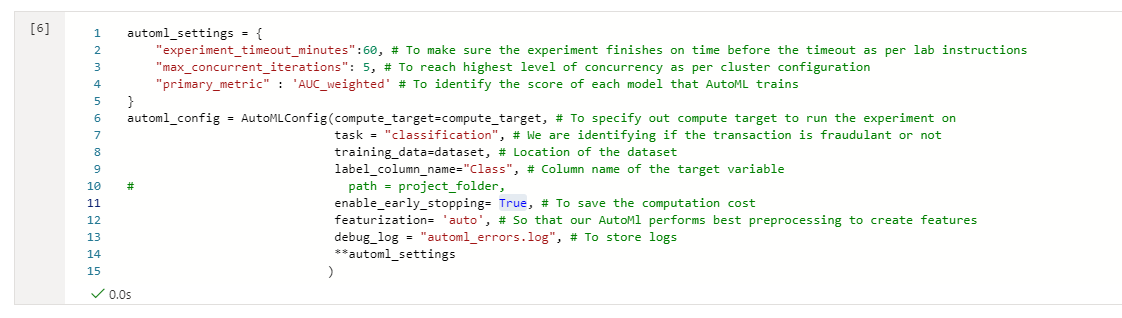 [6]
1 automl_settings = {
2 "experiment_timeout_minutes":60, # To make sure the experiment finishes on time before the timeout as per lab instructions
3 "max_concurrent_iterations": 5, # To reach highest level of concurrency as per cluster configuration
4 "primary_metric" : 'AUC_weighted' # To identify the score of each model that AutoML trains
5 }
6 automl_config = AutoMLConfig(compute_target=compute_target, # To specify out compute target to run the experiment on
7 task = "classification", # We are identifing if the transaction is fraudulant or not
8 training_data=dataset, # Location of the dataset
9 label_column_name="Class", # Column name of the target variable
10 # path = project_folder,
11 enable_early_stopping= True, # To save the computation cost
12 featurization= 'auto', # So that our AutoMl performs best preprocessing to create features
13 debug_log = "automl_errors.log", # To store logs
14 **automl_settings
15 )
✓ 0.0s